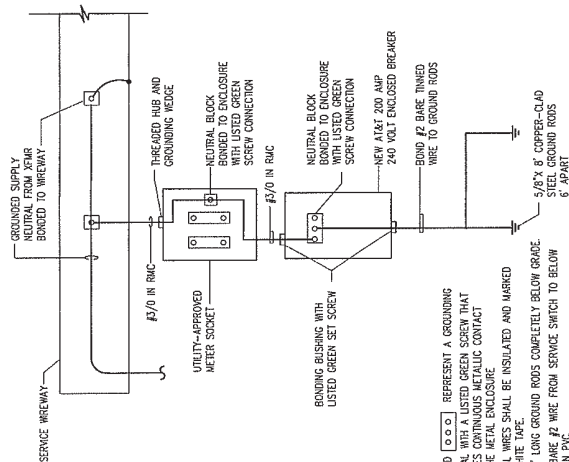 GROUNDED SUPPLY
NEUTRAL FROM XFMR
BONDED TO WIREWAY
SERVICE WIREWAY
THREADED HUB AND
GROUNDING WEDGE
#3/0 IN RMC
NEUTRAL BLOCK
BONDED TO ENCLOSURE
WITH LISTED GREEN
SCREW CONNECTION
UTILITY-APPROVED
METER SOCKET
#3/0 IN RMC
NEUTRAL BLOCK
BONDED TO ENCLOSURE
WITH LISTED GREEN
SCREW CONNECTION
BONDING BUSHING WITH
LISTED GREEN SET SCREW
NEW AT&T 200 AMP
240 VOLT ENCLOSED BREAKER
BOND #2 BARE TINNED
WIRE TO GROUND RODS
5/8"X 8' COPPER-CLAD
STEEL GROUND RODS
6' APART
REPRESENT A GROUNDING
WITH A LISTED GREEN SCREW THAT
CONTINUOUS METALLIC CONTACT
METAL ENCLOSURE
WIRES SHALL BE INSULATED AND MARKED
TAPE.
LONG GROUND RODS COMPLETELY BELOW GRADE.
BARE #2 WIRE FROM SERVICE SWITCH TO BELOW
PVC